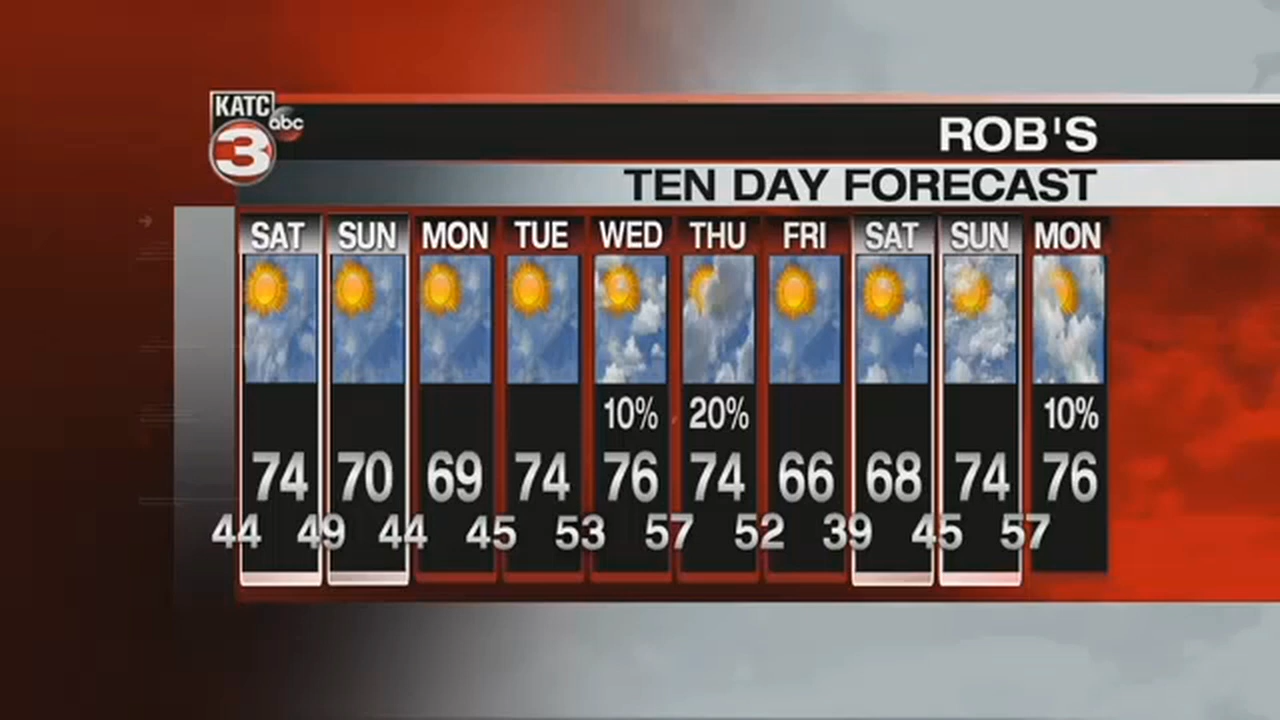 KATC
abc
3
ROB'S
TEN DAY FORECAST
SAT SUN MON TUE WED THU FRI SAT SUN MON
10% 20% 10%
74 70 69 74 76 74 66 68 74 76
44 49 44 45 53 57 52 39 45 57